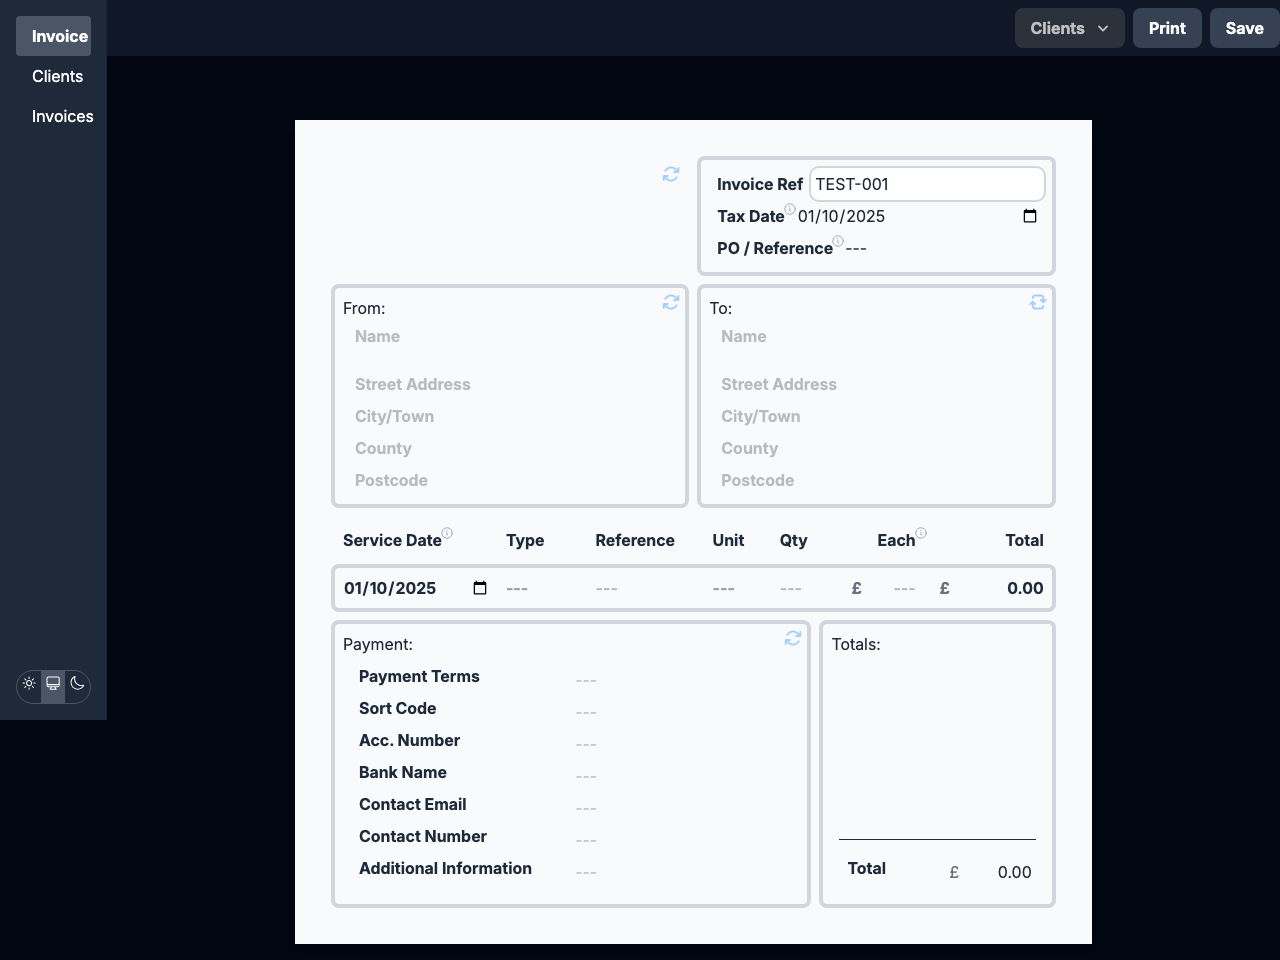 Invoice
Clients
Invoices
Clients
Print
Save
Invoice Ref TEST-001
Tax Date 01/10/2025
PO / Reference ---
From:
Name
Street Address
City/Town
County
Postcode
To:
Name
Street Address
City/Town
County
Postcode
Service Date Type Reference Unit Qty Each Total
01/10/2025 --- --- --- --- £ --- £ 0.00
Payment:
Payment Terms ---
Sort Code ---
Acc. Number ---
Bank Name ---
Contact Email ---
Contact Number ---
Additional Information ---
Totals:
Total £ 0.00